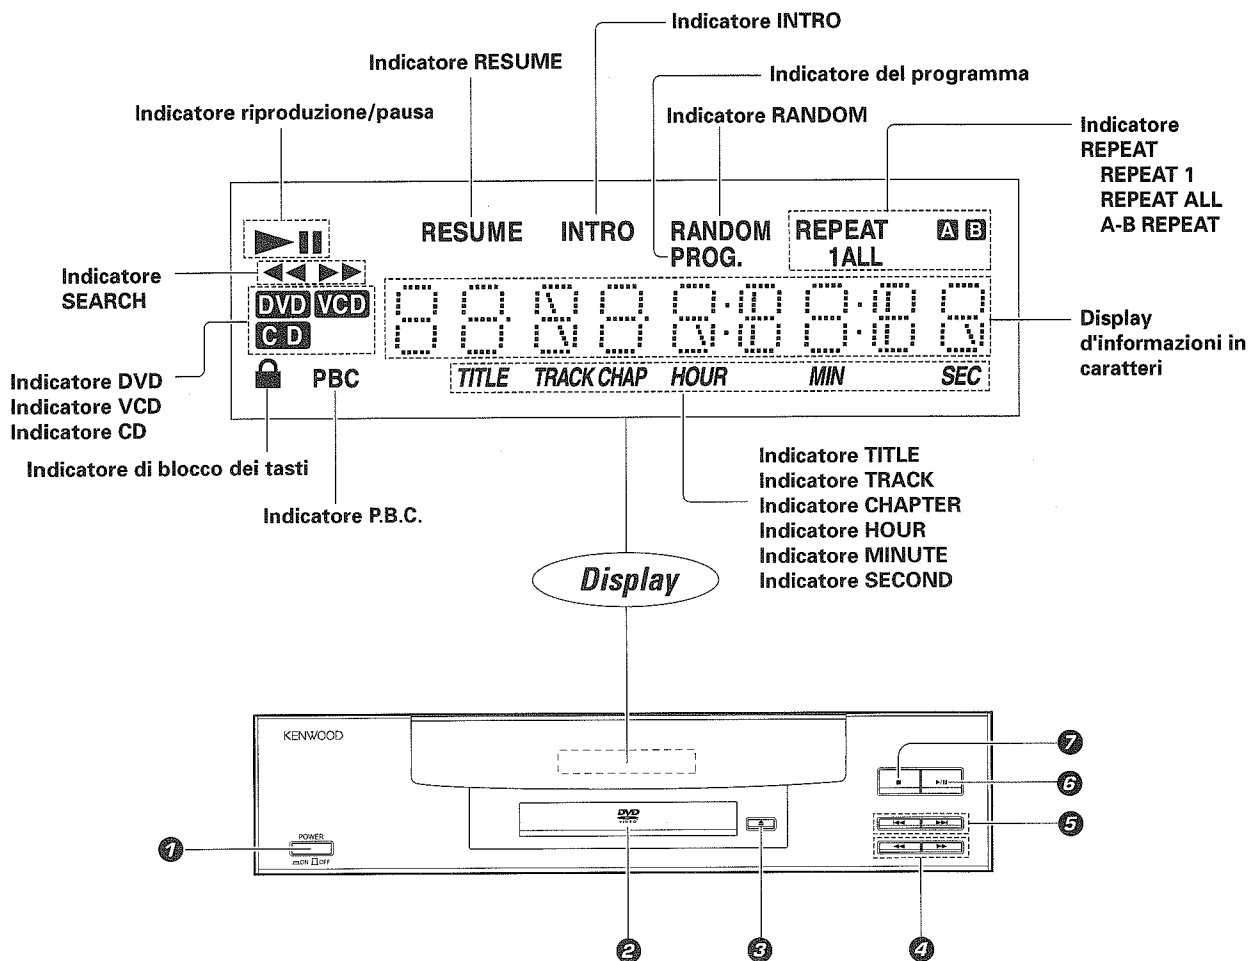 Indicatore INTRO
Indicatore RESUME
Indicatore del programma
Indicatore riproduzione/pausa
Indicatore RANDOM
Indicatore
REPEAT
REPEAT 1
REPEAT ALL
A-B REPEAT
RESUME INTRO RANDOM REPEAT A B
PROG. 1ALL
Indicatore
SEARCH
DVD VCD
CD
Display
d'informazioni in
caratteri
Indicatore DVD
Indicatore VCD
Indicatore CD
PBC
TITLE TRACK CHAP HOUR MIN SEC
Indicatore di blocco dei tasti
Indicatore P.B.C.
Indicatore TITLE
Indicatore TRACK
Indicatore CHAPTER
Indicatore HOUR
Indicatore MINUTE
Indicatore SECOND
Display
KENWOOD
7
6
DVD
VIDEO
5
POWER
1
ON OFF
2
3
4